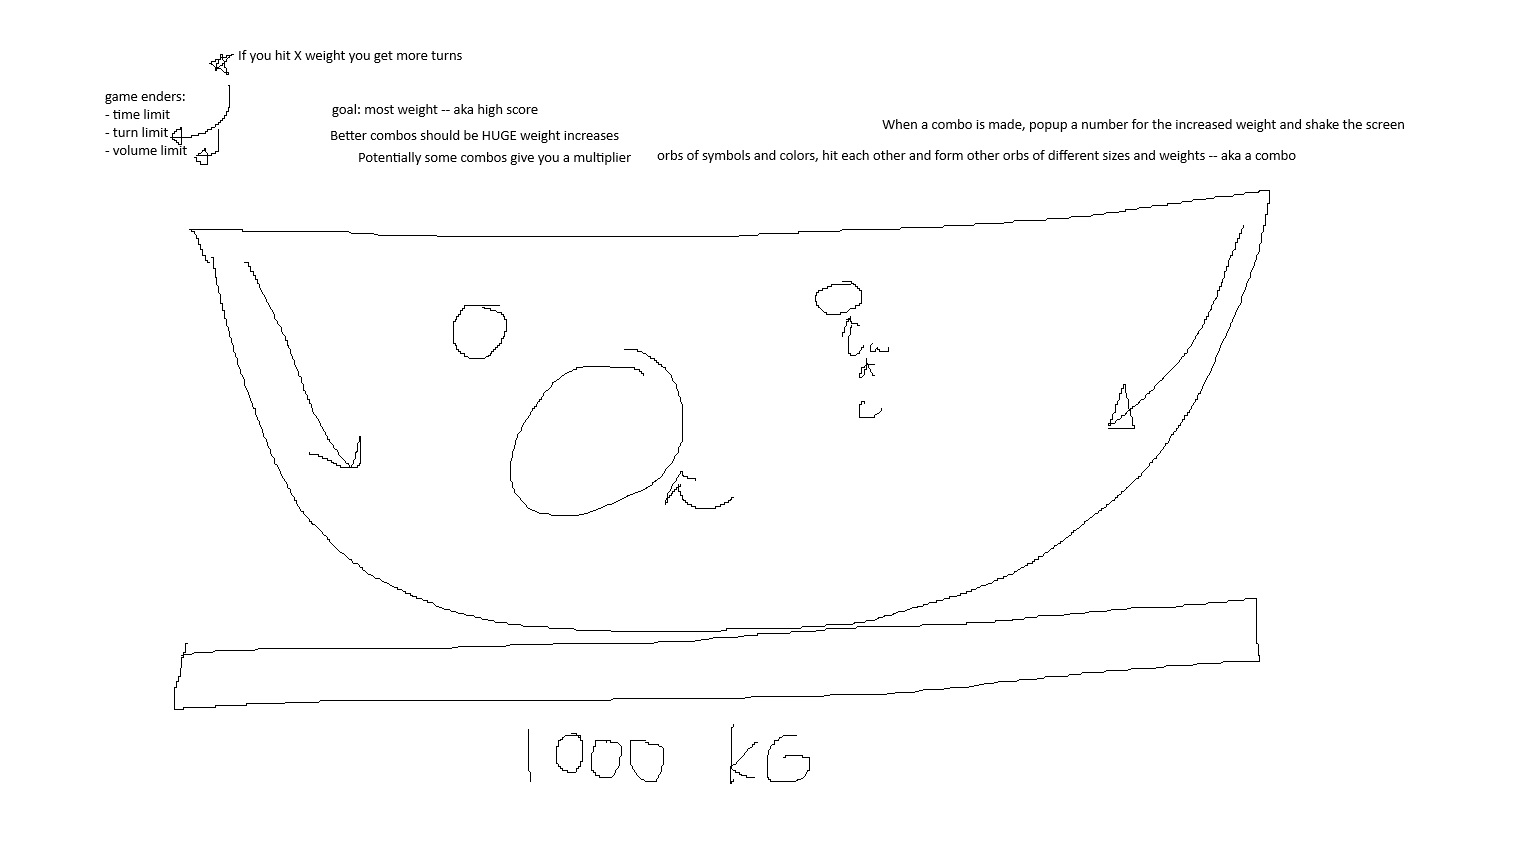 If you hit X weight you get more turns
game enders:
- time limit
- turn limit
- volume limit
goal: most weight -- aka high score
Better combos should be HUGE weight increases
Potentially some combos give you a multiplier
When a combo is made, popup a number for the increased weight and shake the screen
orbs of symbols and colors, hit each other and form other orbs of different sizes and weights -- aka a combo
1000 KG